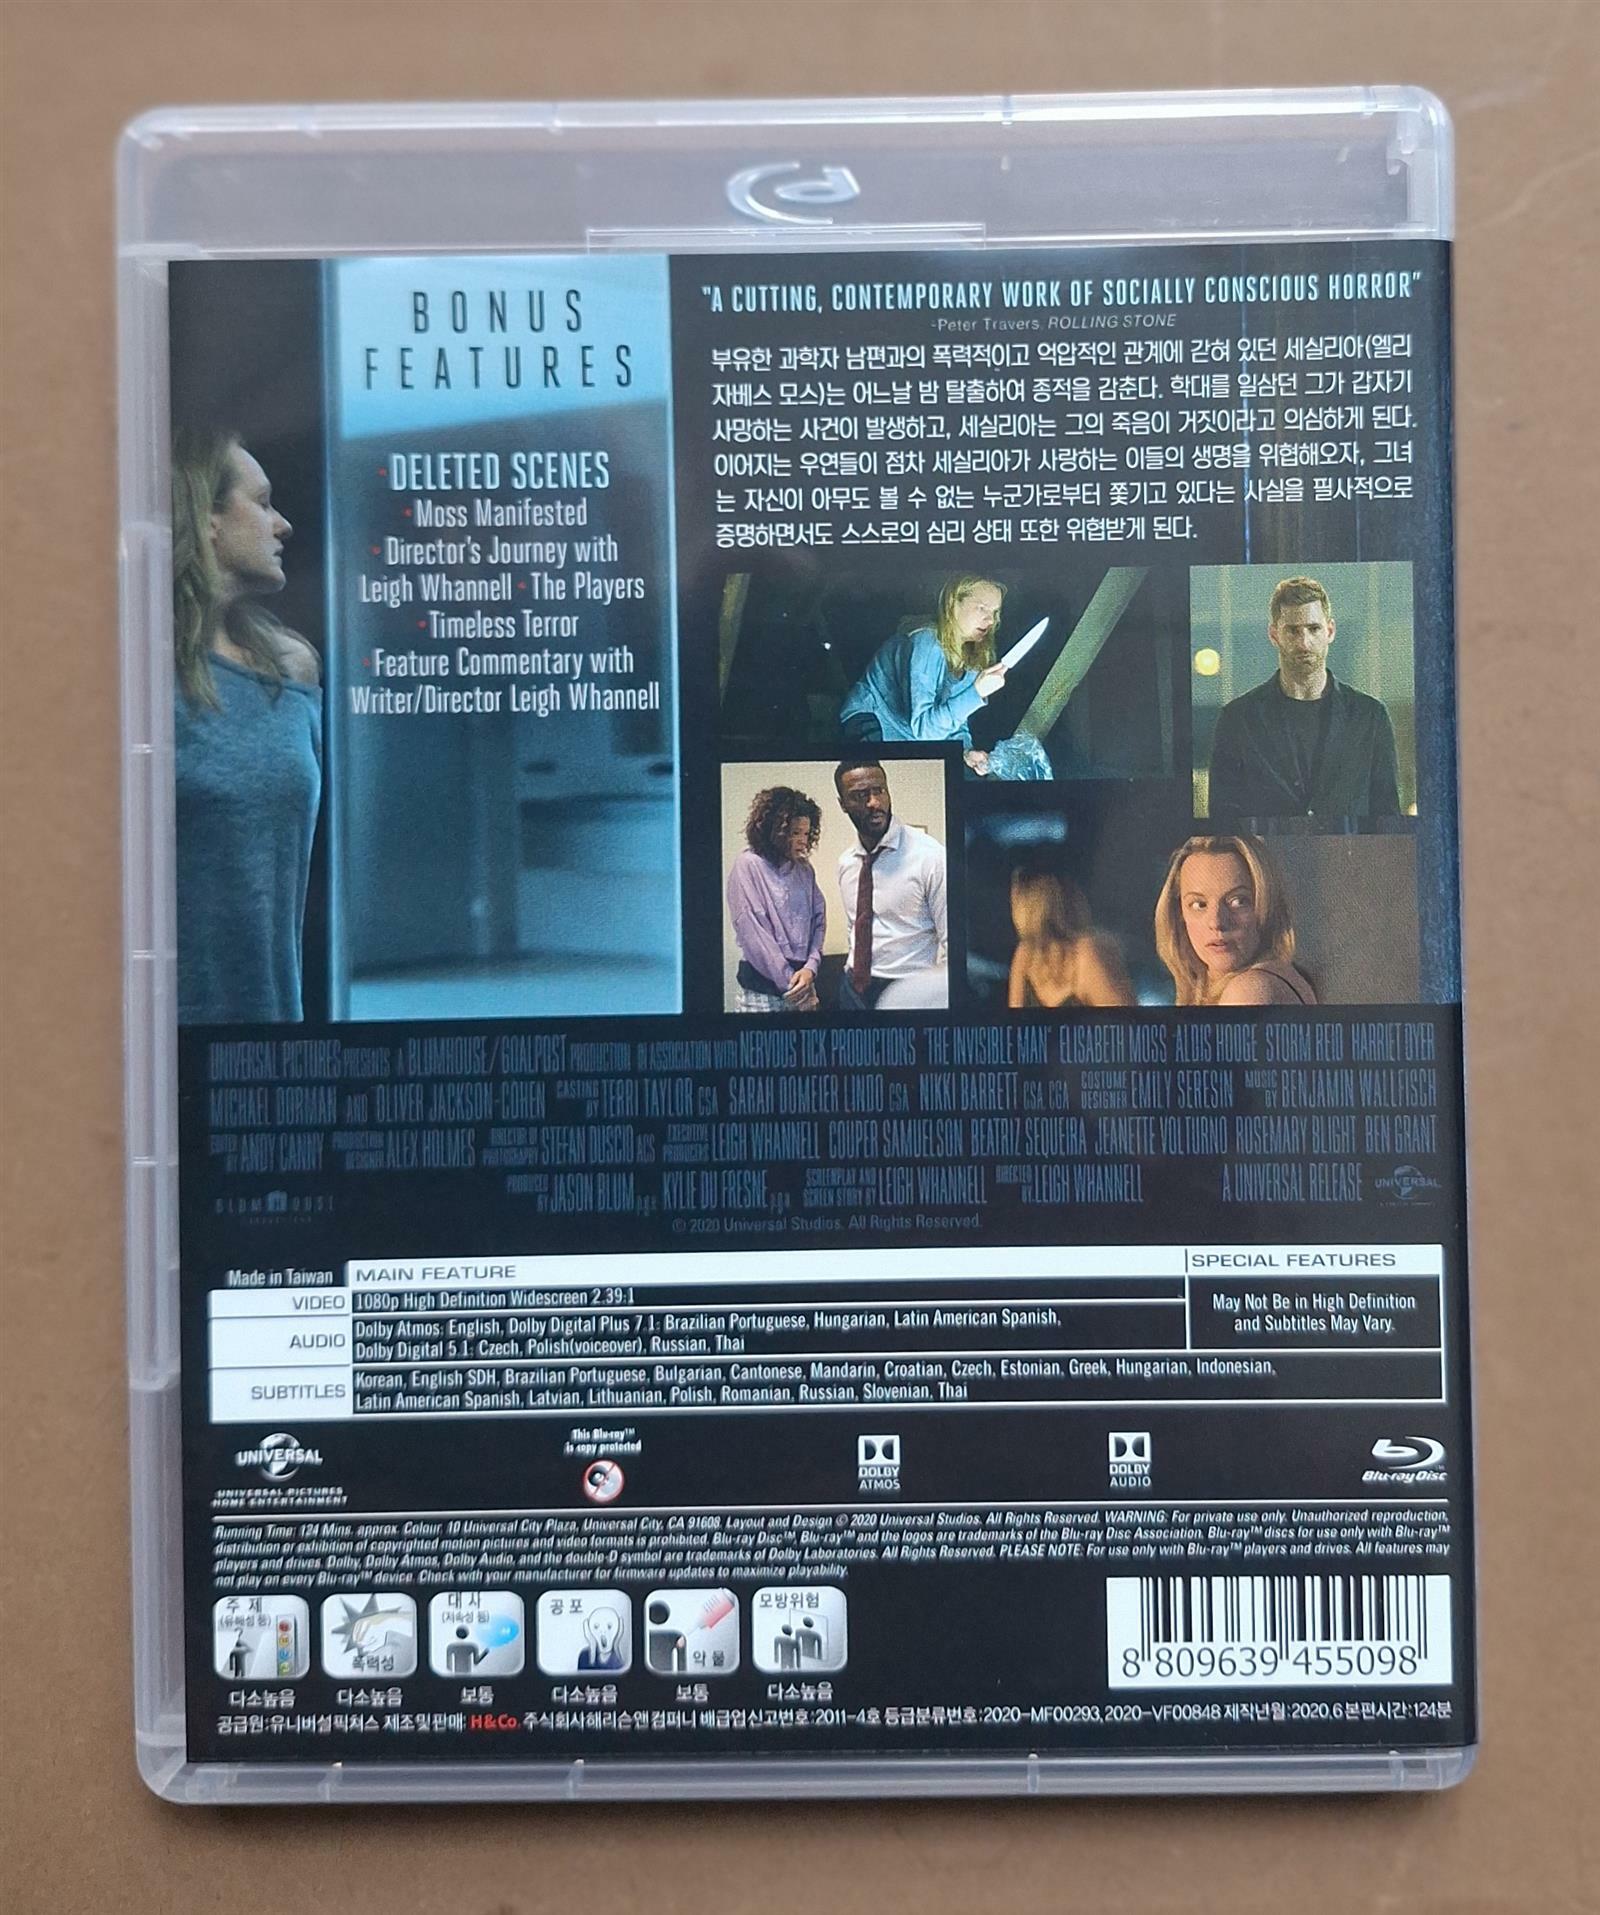 BONUS
FEATURES
DELETED SCENES
Moss Manifested
Director's Journey with
Leigh Whannell • The Players
Timeless Terror
Feature Commentary with
Writer/Director Leigh Whannell
"A CUTTING, CONTEMPORARY WORK OF SOCIALLY CONSCIOUS HORROR"
-Peter Travers, ROLLING STONE
부유한 과학자 남편과의 폭력적이고 억압적인 관계에 갇혀 있던 세실리아(엘리
자베스 모스)는 어느날 밤 탈출하여 종적을 감춘다. 학대를 일삼던 그가 갑자기
사망하는 사건이 발생하고, 세실리아는 그의 죽음이 거짓이라고 의심하게 된다.
이어지는 우연들이 점차 세실리아가 사랑하는 이들의 생명을 위협해오자, 그녀
는 자신이 아무도 볼 수 없는 누군가로부터 쫓기고 있다는 사실을 필사적으로
증명하면서도 스스로의 심리 상태 또한 위협받게 된다.
UNIVERSAL PICTURES PRESENTS A BLUMHOUSE/GOALPOST PRODUCTION IN ASSOCIATION WITH NERVOUS TICK PRODUCTIONS "THE INVISIBLE MAN" ELISABETH MOSS ALDIS HODGE STORM REID HARRIET DYER
MICHAEL DORMAN AND OLIVER JACKSON-COHEN CASTING BY TERRI TAYLOR CSA SARAH DOMEIER LINDO CSA NIKKI BARRETT CSA, CGA COSTUME DESIGNER EMILY SERESIN MUSIC BY BENJAMIN WALLFISCH
EDITED BY ANDY CANNY PRODUCTION DESIGNER ALEX HOLMES DIRECTOR OF PHOTOGRAPHY STEFAN DUSCIO ACS EXECUTIVE PRODUCERS LEIGH WHANNELL COUPER SAMUELSON BEATRIZ SEQUEIRA JEANETTE VOLTURNO ROSEMARY BLIGHT BEN GRANT
PRODUCED BY JASON BLUM p.g.a. KYLIE DU FRESNE p.g.a. SCREENPLAY AND SCREEN STORY BY LEIGH WHANNELL DIRECTED BY LEIGH WHANNELL A UNIVERSAL RELEASE UNIVERSAL
BLUMHOUSE
© 2020 Universal Studios. All Rights Reserved.
Made in Taiwan MAIN FEATURE SPECIAL FEATURES
VIDEO 1080p High Definition Widescreen 2.39:1
AUDIO Dolby Atmos: English, Dolby Digital Plus 7.1: Brazilian Portuguese, Hungarian, Latin American Spanish,
Dolby Digital 5.1: Czech, Polish(voiceover), Russian, Thai
May Not Be in High Definition
and Subtitles May Vary.
SUBTITLES Korean, English SDH, Brazilian Portuguese, Bulgarian, Cantonese, Mandarin, Croatian, Czech, Estonian, Greek, Hungarian, Indonesian,
Latin American Spanish, Latvian, Lithuanian, Polish, Romanian, Russian, Slovenian, Thai
UNIVERSAL
UNIVERSAL PICTURES
HOME ENTERTAINMENT
This Blu-ray™
is copy protected
DOLBY
ATMOS
DOLBY
AUDIO
Blu-ray Disc
Running Time: 124 Mins. approx. Colour. 10 Universal City Plaza, Universal City, CA 91608. Layout and Design © 2020 Universal Studios. All Rights Reserved. WARNING: For private use only. Unauthorized reproduction,
distribution or exhibition of copyrighted motion pictures and video formats is prohibited. Blu-ray Disc™, Blu-ray™ and the logos are trademarks of the Blu-ray Disc Association. Blu-ray™ discs for use only with Blu-ray™
players and drives. Dolby, Dolby Atmos, Dolby Audio, and the double-D symbol are trademarks of Dolby Laboratories. All Rights Reserved. PLEASE NOTE: For use only with Blu-ray™ players and drives. All features may
not play on every Blu-ray™ device. Check with your manufacturer for firmware updates to maximize playability.
주 제
(유해성 등)
폭력성
대 사
(저속성 등)
공 포
약 물
모방위험
다소높음 다소높음 보통 다소높음 보통 다소높음
8 809639 455098
공급원:유니버설픽쳐스 제조및판매: H&Co. 주식회사해리슨앤컴퍼니 배급업신고번호:2011-4호 등급분류번호:2020-MF00293, 2020-VF00848 제작년월:2020.6 본편시간:124분